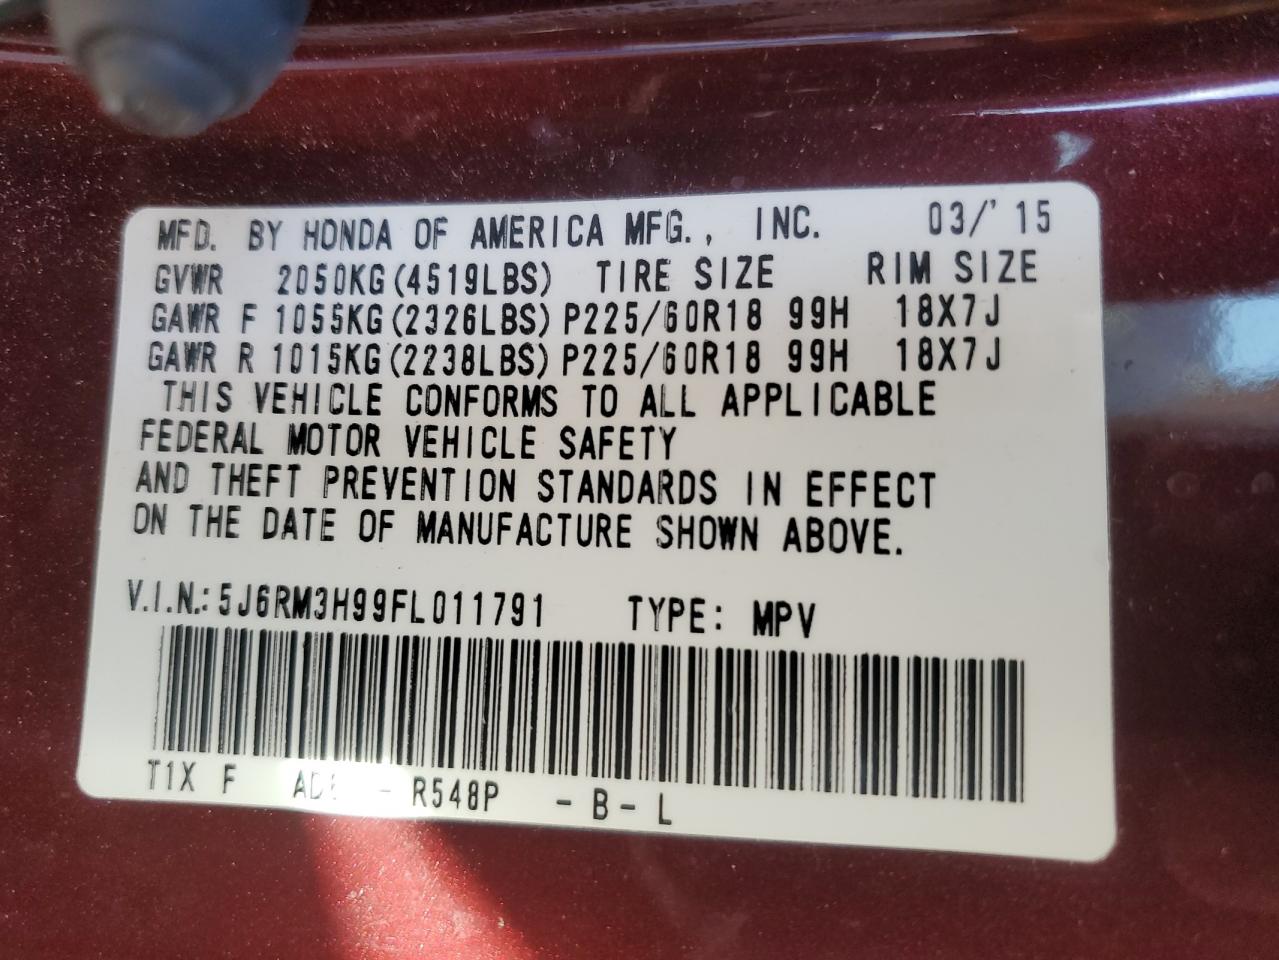 MFD. BY HONDA OF AMERICA MFG., INC. 03/'15
GVWR 2050KG(4519LBS) TIRE SIZE RIM SIZE
GAWR F 1055KG(2326LBS) P225/60R18 99H 18X7J
GAWR R 1015KG(2238LBS) P225/60R18 99H 18X7J
THIS VEHICLE CONFORMS TO ALL APPLICABLE
FEDERAL MOTOR VEHICLE SAFETY
AND THEFT PREVENTION STANDARDS IN EFFECT
ON THE DATE OF MANUFACTURE SHOWN ABOVE.
V.I.N.: 5J6RM3H99FL011791 TYPE: MPV
T1X F - R548P - B - L